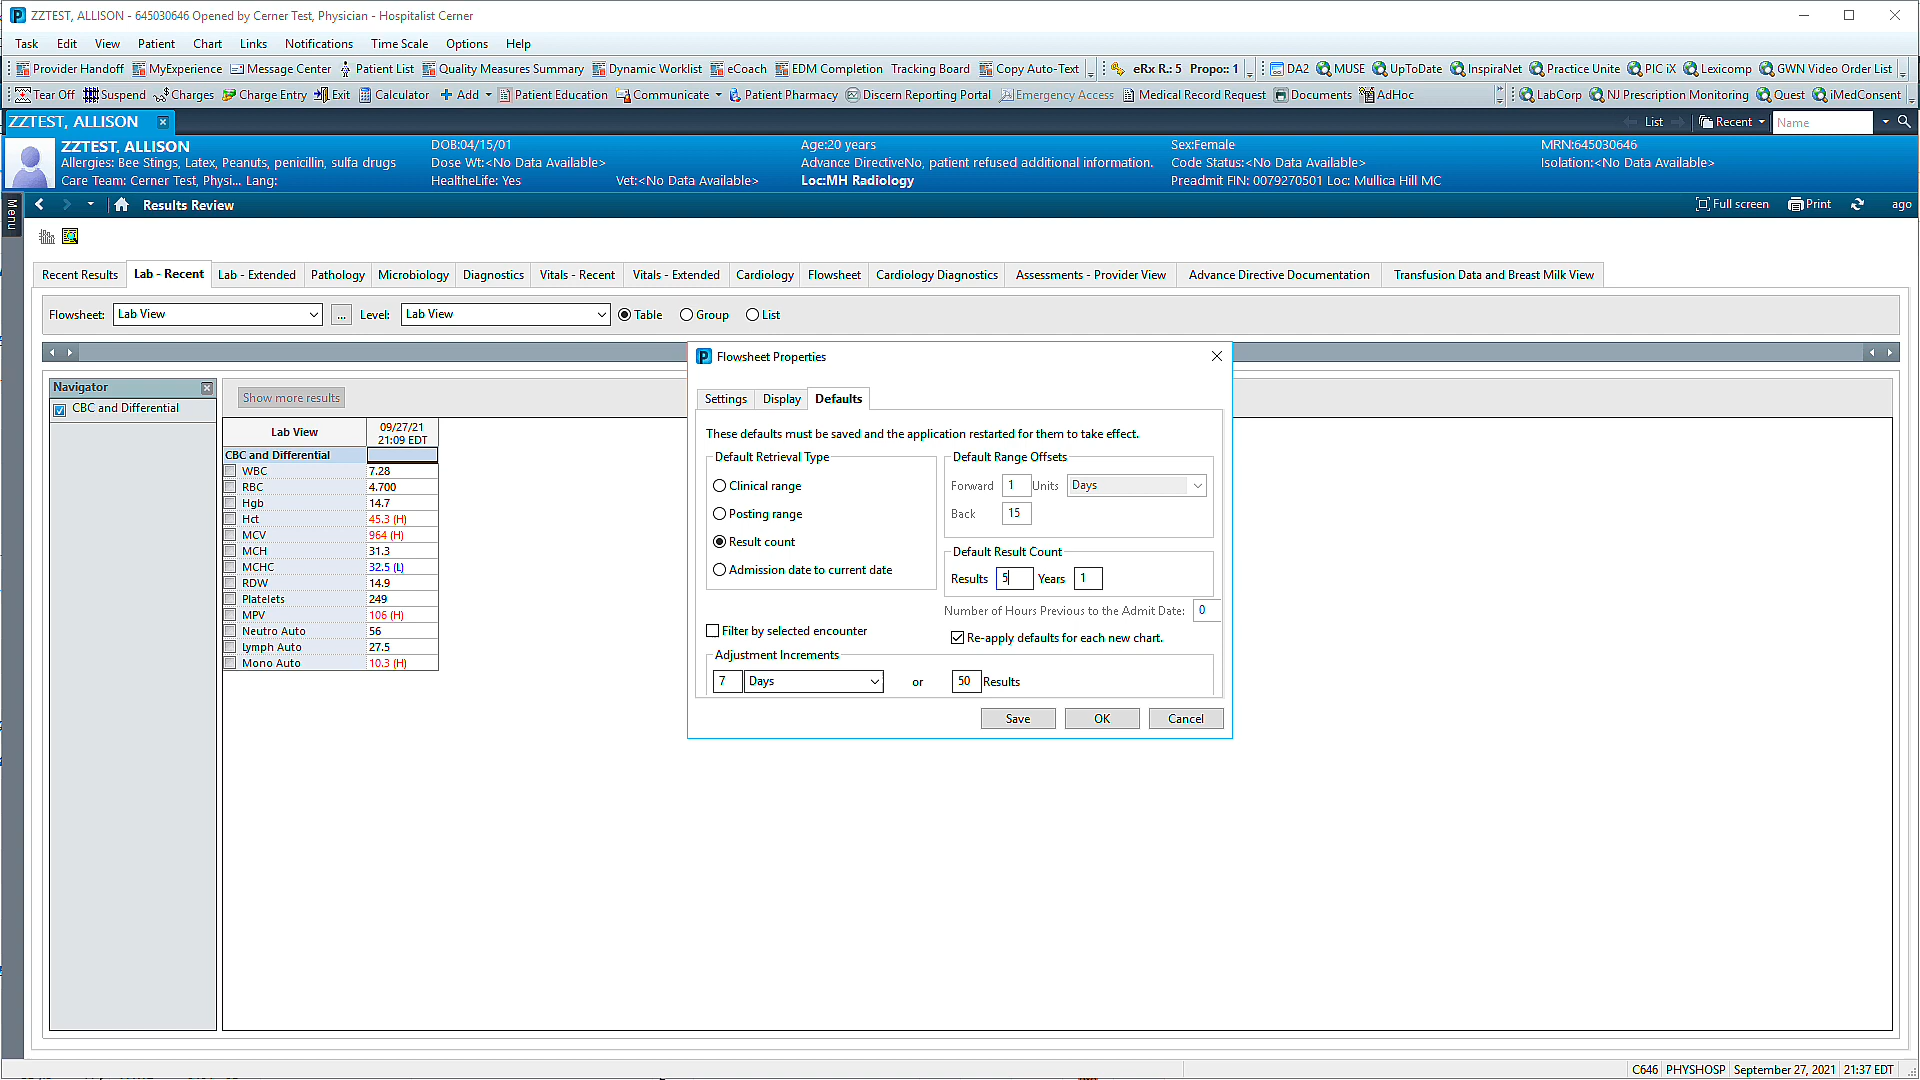 ZZTEST, ALLISON - 645030646 Opened by Cerner Test, Physician - Hospitalist Cerner
Task Edit View Patient Chart Links Notifications Time Scale Options Help
Provider Handoff MyExperience Message Center Patient List Quality Measures Summary Dynamic Worklist eCoach EDM Completion Tracking Board Copy Auto-Text eRx R.: 5 Propo:: 1 DA2 MUSE UpToDate InspiraNet Practice Unite PIC iX Lexicomp GWN Video Order List
Tear Off Suspend Charges Charge Entry Exit Calculator Add Patient Education Communicate Patient Pharmacy Discern Reporting Portal Emergency Access Medical Record Request Documents AdHoc LabCorp NJ Prescription Monitoring Quest iMedConsent
ZZTEST, ALLISON List Recent Name
ZZTEST, ALLISON DOB:04/15/01 Age:20 years Sex:Female MRN:645030646
Allergies: Bee Stings, Latex, Peanuts, penicillin, sulfa drugs Dose Wt:<No Data Available> Advance DirectiveNo, patient refused additional information. Code Status:<No Data Available> Isolation:<No Data Available>
Care Team: Cerner Test, Physi... Lang: HealtheLife: Yes Vet:<No Data Available> Loc:MH Radiology Preadmit FIN: 0079270501 Loc: Mullica Hill MC
Menu
Results Review Full screen Print ago
Recent Results Lab - Recent Lab - Extended Pathology Microbiology Diagnostics Vitals - Recent Vitals - Extended Cardiology Flowsheet Cardiology Diagnostics Assessments - Provider View Advance Directive Documentation Transfusion Data and Breast Milk View
Flowsheet: Lab View ... Level: Lab View Table Group List
Navigator
CBC and Differential
Show more results
Lab View 09/27/21
21:09 EDT
CBC and Differential
WBC 7.28
RBC 4.700
Hgb 14.7
Hct 45.3 (H)
MCV 964 (H)
MCH 31.3
MCHC 32.5 (L)
RDW 14.9
Platelets 249
MPV 106 (H)
Neutro Auto 56
Lymph Auto 27.5
Mono Auto 10.3 (H)
Flowsheet Properties
Settings Display Defaults
These defaults must be saved and the application restarted for them to take effect.
Default Retrieval Type
Clinical range
Posting range
Result count
Admission date to current date
Default Range Offsets
Forward 1 Units Days
Back 15
Default Result Count
Results 5 Years 1
Number of Hours Previous to the Admit Date: 0
Filter by selected encounter
Re-apply defaults for each new chart.
Adjustment Increments
7 Days or 50 Results
Save OK Cancel
C646 PHYSHOSP September 27, 2021 21:37 EDT